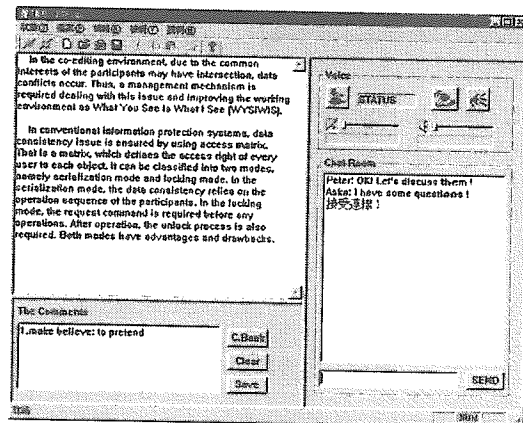 In the co-editing environment, due to the common
interests of the participants may have intersection, data
conflicts occur. Thus, a management mechanism is
required dealing with this issue and improving the working
environment as What You See Is What I See (WYSIWIS).
In conventional information protection systems, data
consistency issue is ensured by using access matrix.
That is a matrix, which defines the access right of every
user to each object. It can be classified into two modes,
namely serialization mode and locking mode. In the
serialization mode, the data consistency relies on the
operation sequence of the participants. In the locking
mode, the request command is required before any
operations. After operation, the unlock process is also
required. Both modes have advantages and drawbacks.
The Comments
1.make believe: to pretend
C.Bank
Clear
Save
Voice
STATUS
Chat Room
Peter: OK! Let's discuss them !
Aska: I have some questions !
接受連接！
SEND
NUM